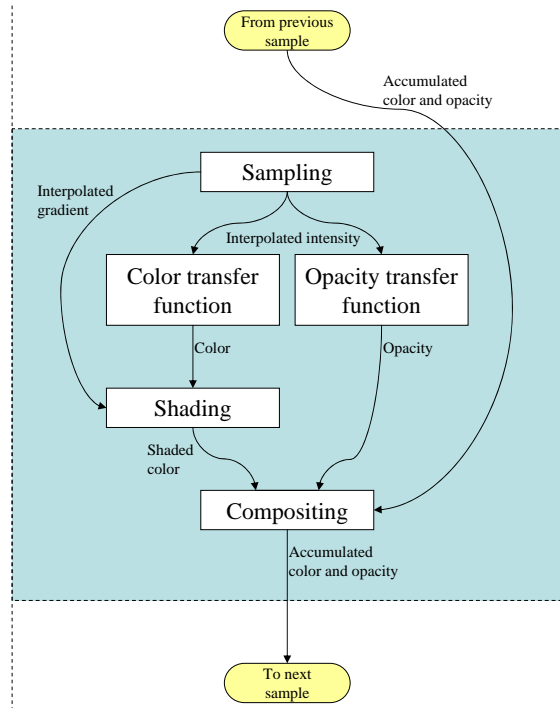 From previous
sample
Accumulated
color and opacity
Interpolated
gradient
Sampling
Interpolated intensity
Color transfer
function
Opacity transfer
function
Color
Opacity
Shading
Shaded
color
Compositing
Accumulated
color and opacity
To next
sample